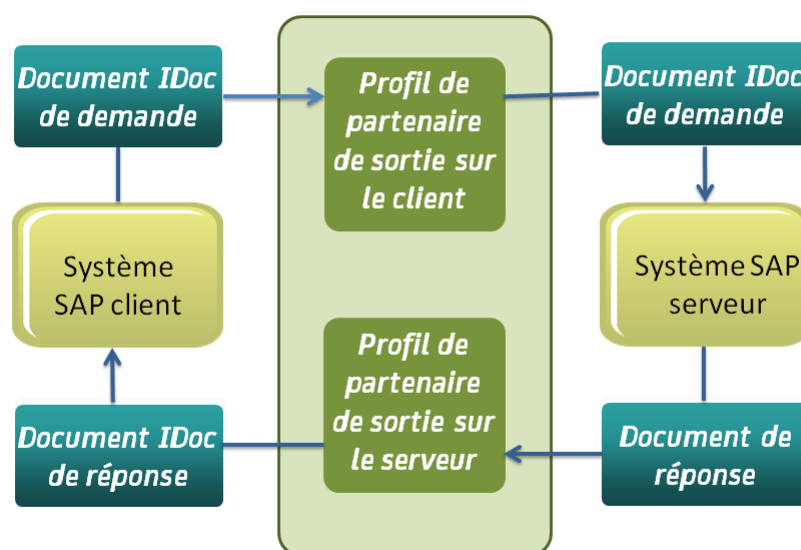 Document IDoc
de demande
Profil de
partenaire
de sortie sur
le client
Document IDoc
de demande
Système
SAP client
Système SAP
serveur
Profil de
partenaire
de sortie sur
le serveur
Document IDoc
de réponse
Document de
réponse